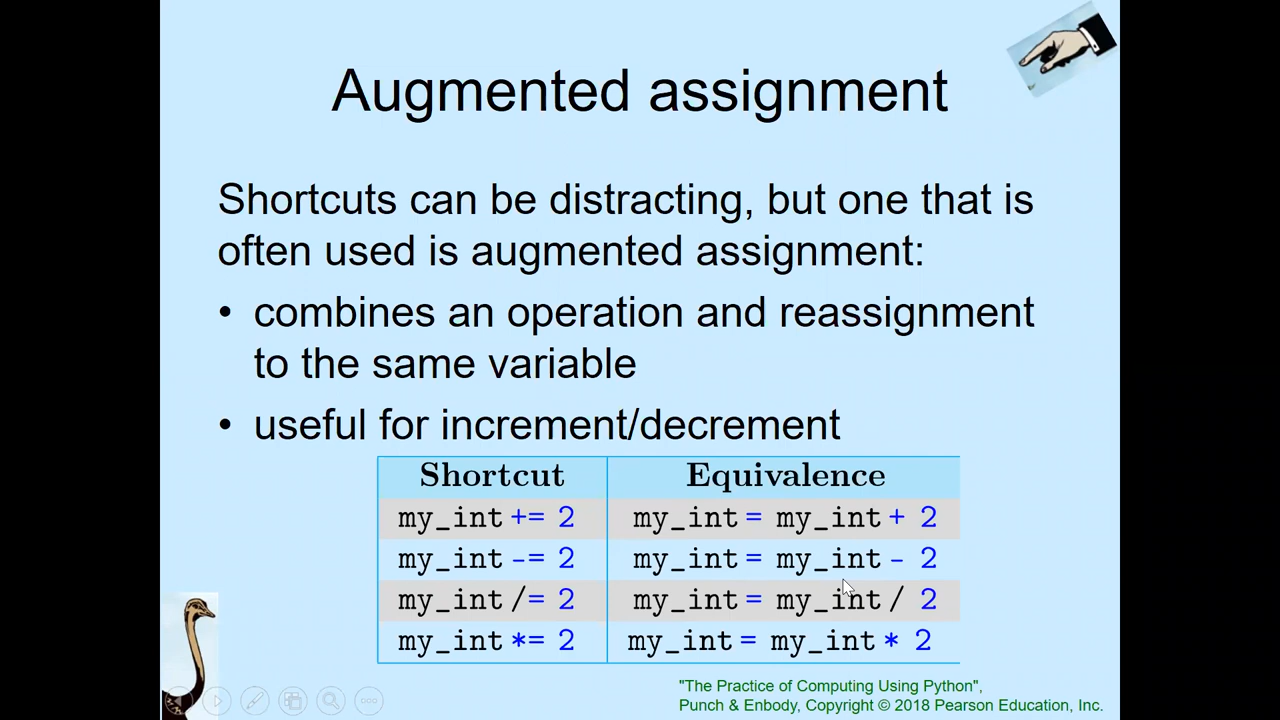 Augmented assignment
Shortcuts can be distracting, but one that is
often used is augmented assignment:
• combines an operation and reassignment
to the same variable
• useful for increment/decrement
Shortcut Equivalence
my_int += 2 my_int = my_int + 2
my_int -= 2 my_int = my_int - 2
my_int /= 2 my_int = my_int / 2
my_int *= 2 my_int = my_int * 2
"The Practice of Computing Using Python",
Punch & Enbody, Copyright © 2018 Pearson Education, Inc.